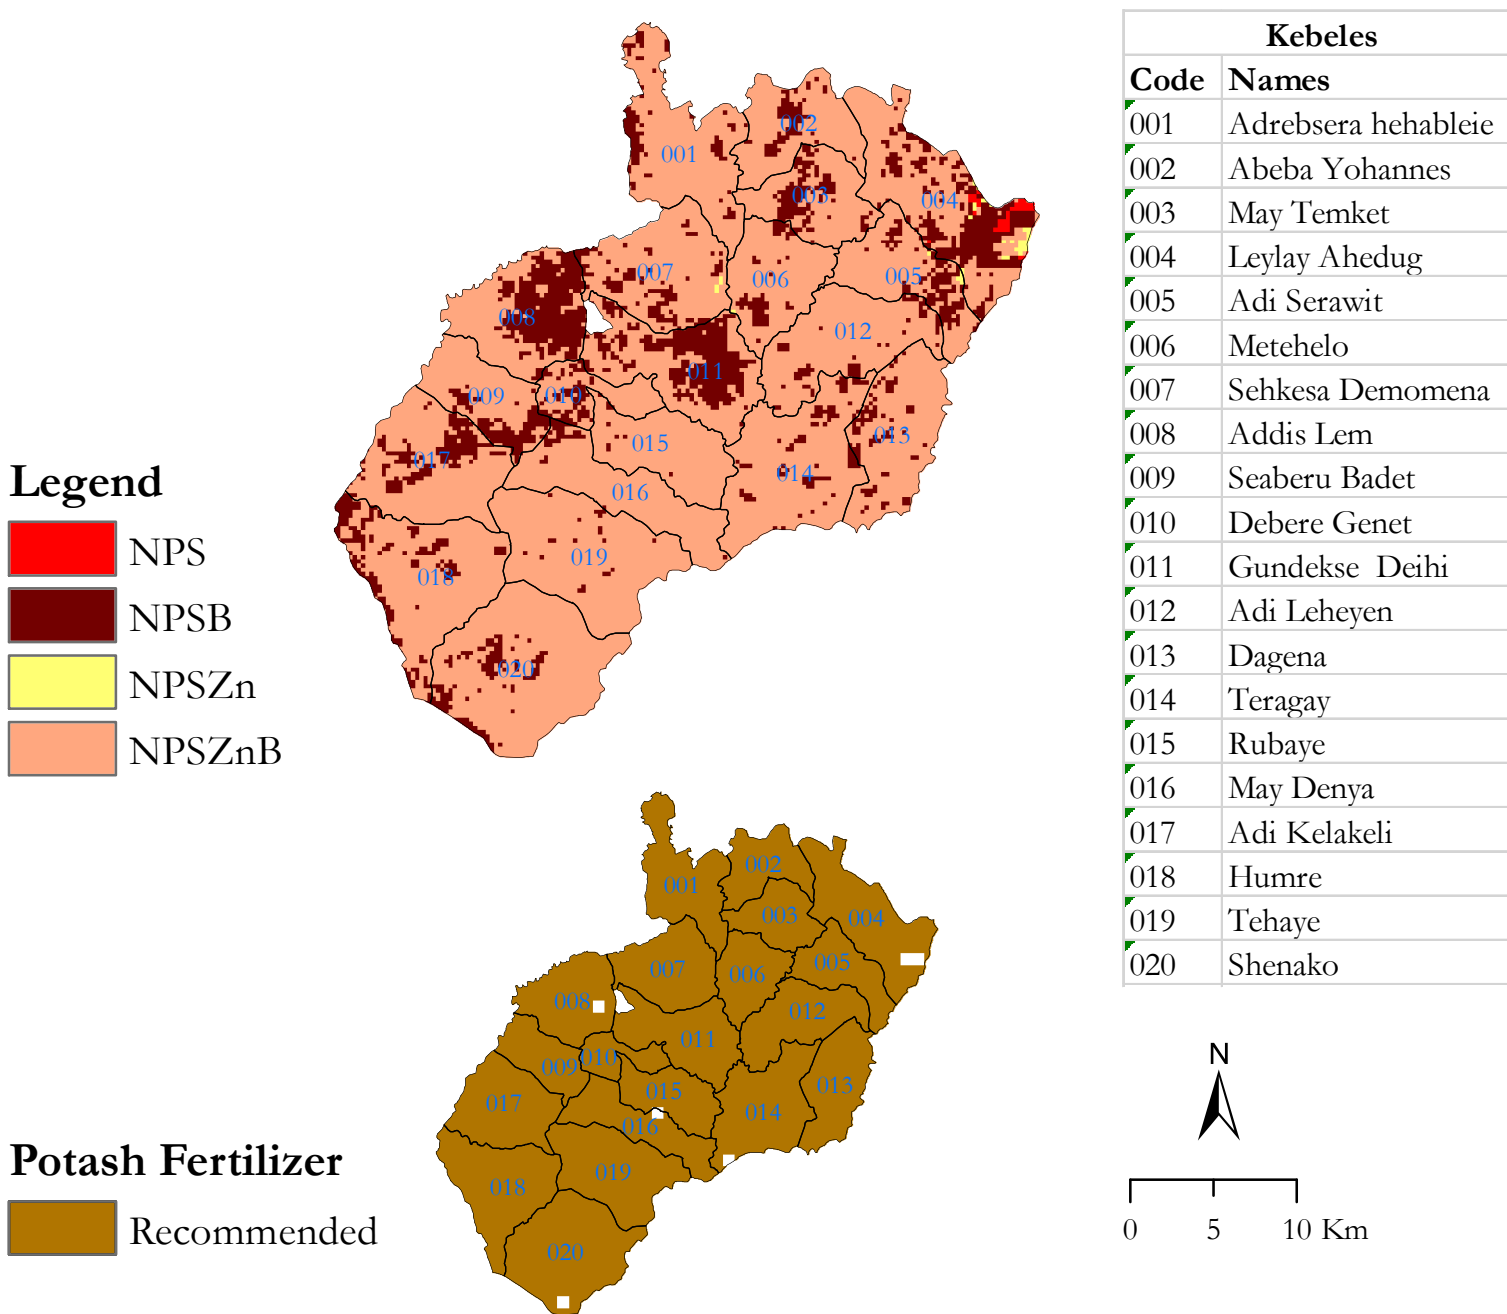 001
002
003
004
005
006
007
008
009
010
011
012
013
014
015
016
017
018
019
020
Legend
NPS
NPSB
NPSZn
NPSZnB
001
002
003
004
005
006
007
008
009
010
011
012
013
014
015
016
017
018
019
020
Potash Fertilizer
Recommended
Kebeles
Code Names
001 Adrebsera hehableie
002 Abeba Yohannes
003 May Temket
004 Leylay Ahedug
005 Adi Serawit
006 Metehelo
007 Sehkesa Demomena
008 Addis Lem
009 Seaberu Badet
010 Debere Genet
011 Gundekse Deihi
012 Adi Leheyen
013 Dagena
014 Teragay
015 Rubaye
016 May Denya
017 Adi Kelakeli
018 Humre
019 Tehaye
020 Shenako
N
0 5 10 Km